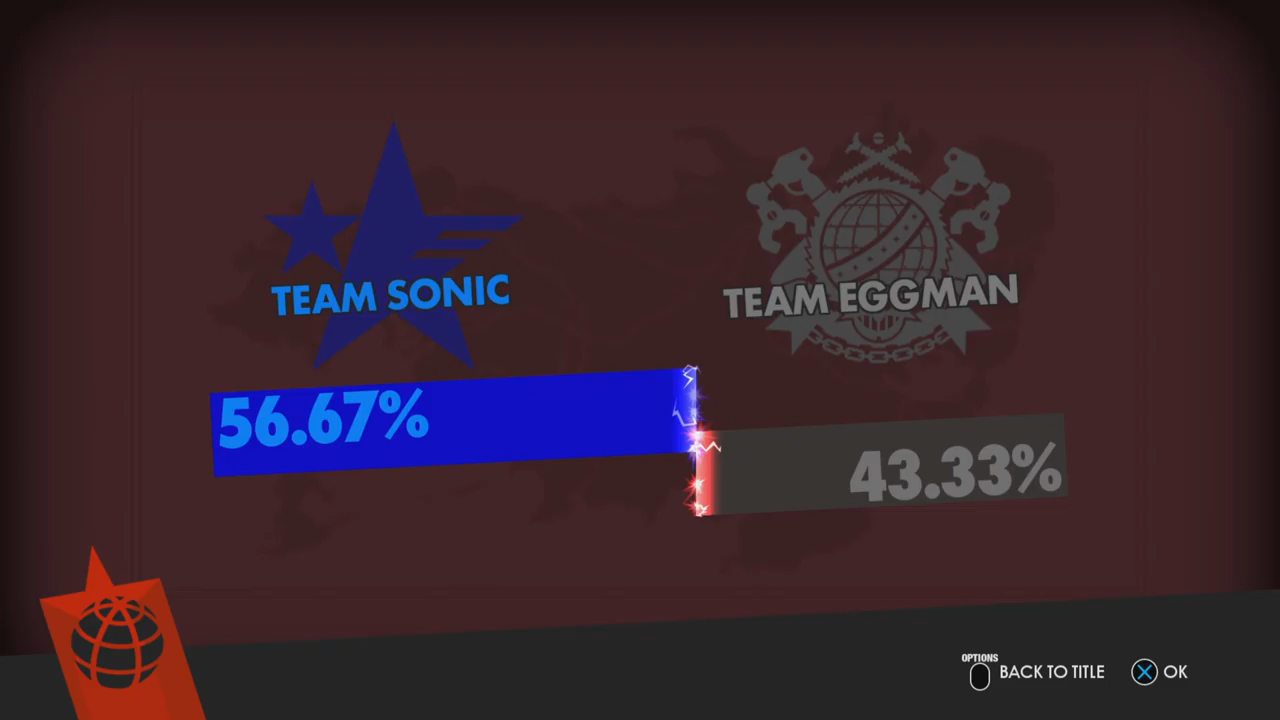 TEAM SONIC
TEAM EGGMAN
56.67%
43.33%
OPTIONS
BACK TO TITLE
OK